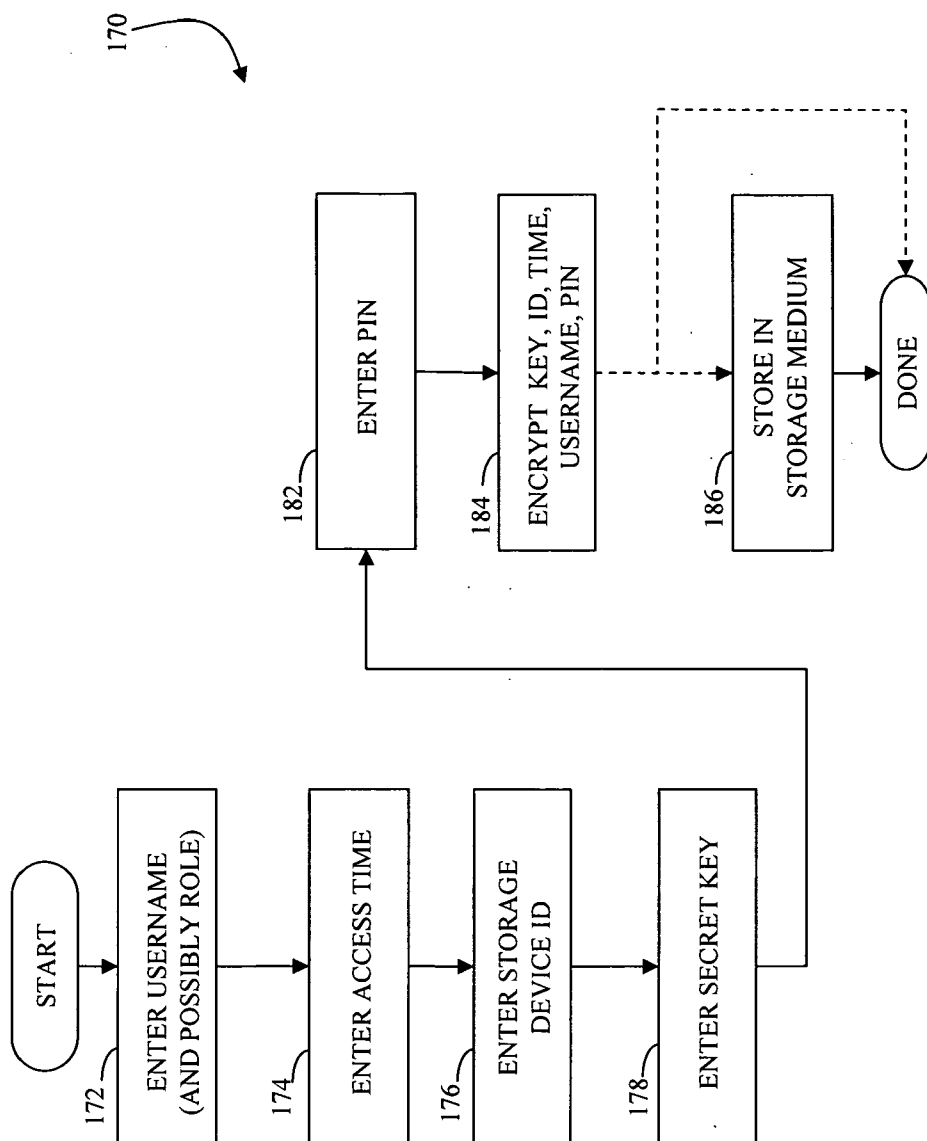 170
START
172
ENTER USERNAME
(AND POSSIBLY ROLE)
174
ENTER ACCESS TIME
176
ENTER STORAGE
DEVICE ID
178
ENTER SECRET KEY
182
ENTER PIN
184
ENCRYPT KEY, ID, TIME,
USERNAME, PIN
186
STORE IN
STORAGE MEDIUM
DONE